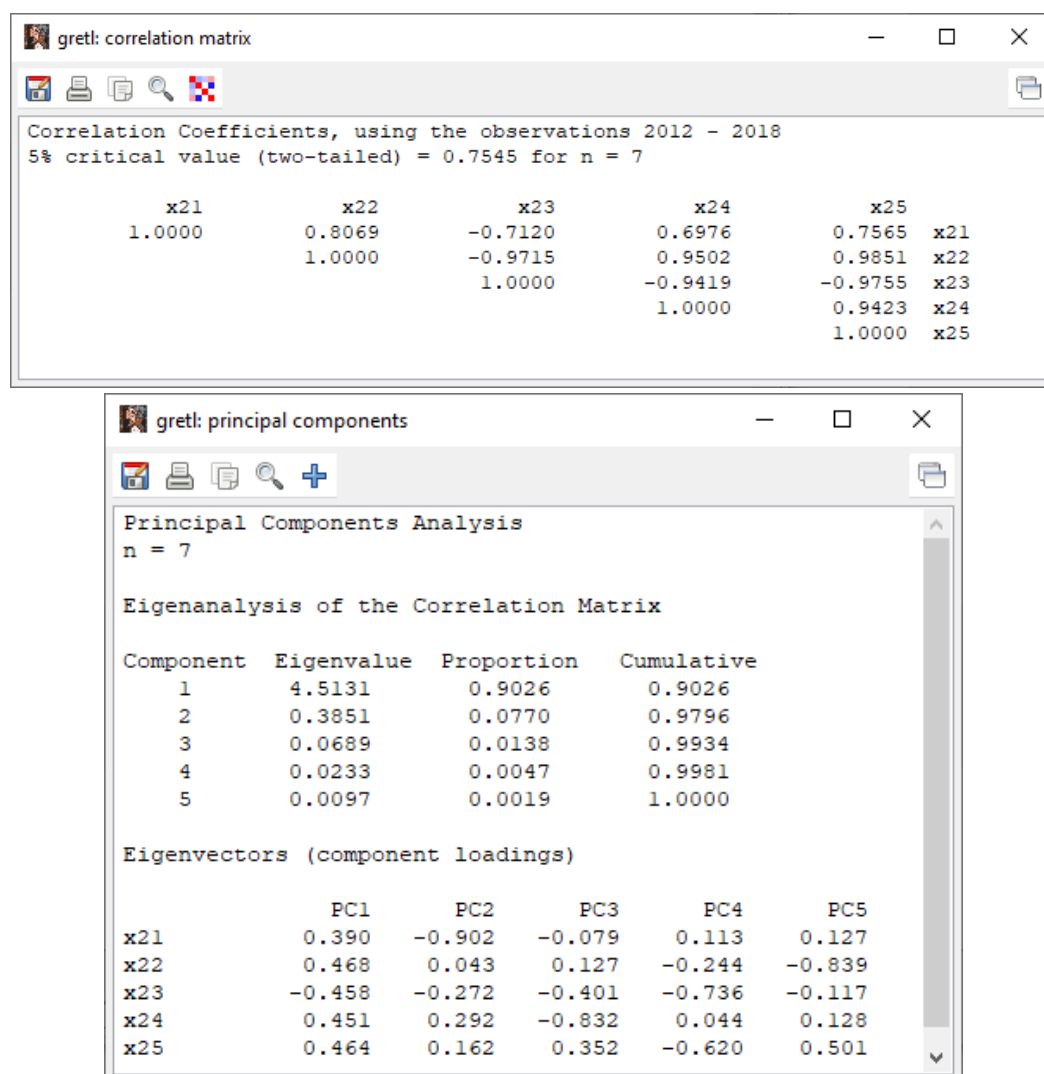 gretl: correlation matrix
Correlation Coefficients, using the observations 2012 - 2018
5% critical value (two-tailed) = 0.7545 for n = 7
x21 x22 x23 x24 x25
1.0000 0.8069 -0.7120 0.6976 0.7565 x21
1.0000 -0.9715 0.9502 0.9851 x22
1.0000 -0.9419 -0.9755 x23
1.0000 0.9423 x24
1.0000 x25
gretl: principal components
Principal Components Analysis
n = 7
Eigenanalysis of the Correlation Matrix
Component Eigenvalue Proportion Cumulative
1 4.5131 0.9026 0.9026
2 0.3851 0.0770 0.9796
3 0.0689 0.0138 0.9934
4 0.0233 0.0047 0.9981
5 0.0097 0.0019 1.0000
Eigenvectors (component loadings)
PC1 PC2 PC3 PC4 PC5
x21 0.390 -0.902 -0.079 0.113 0.127
x22 0.468 0.043 0.127 -0.244 -0.839
x23 -0.458 -0.272 -0.401 -0.736 -0.117
x24 0.451 0.292 -0.832 0.044 0.128
x25 0.464 0.162 0.352 -0.620 0.501